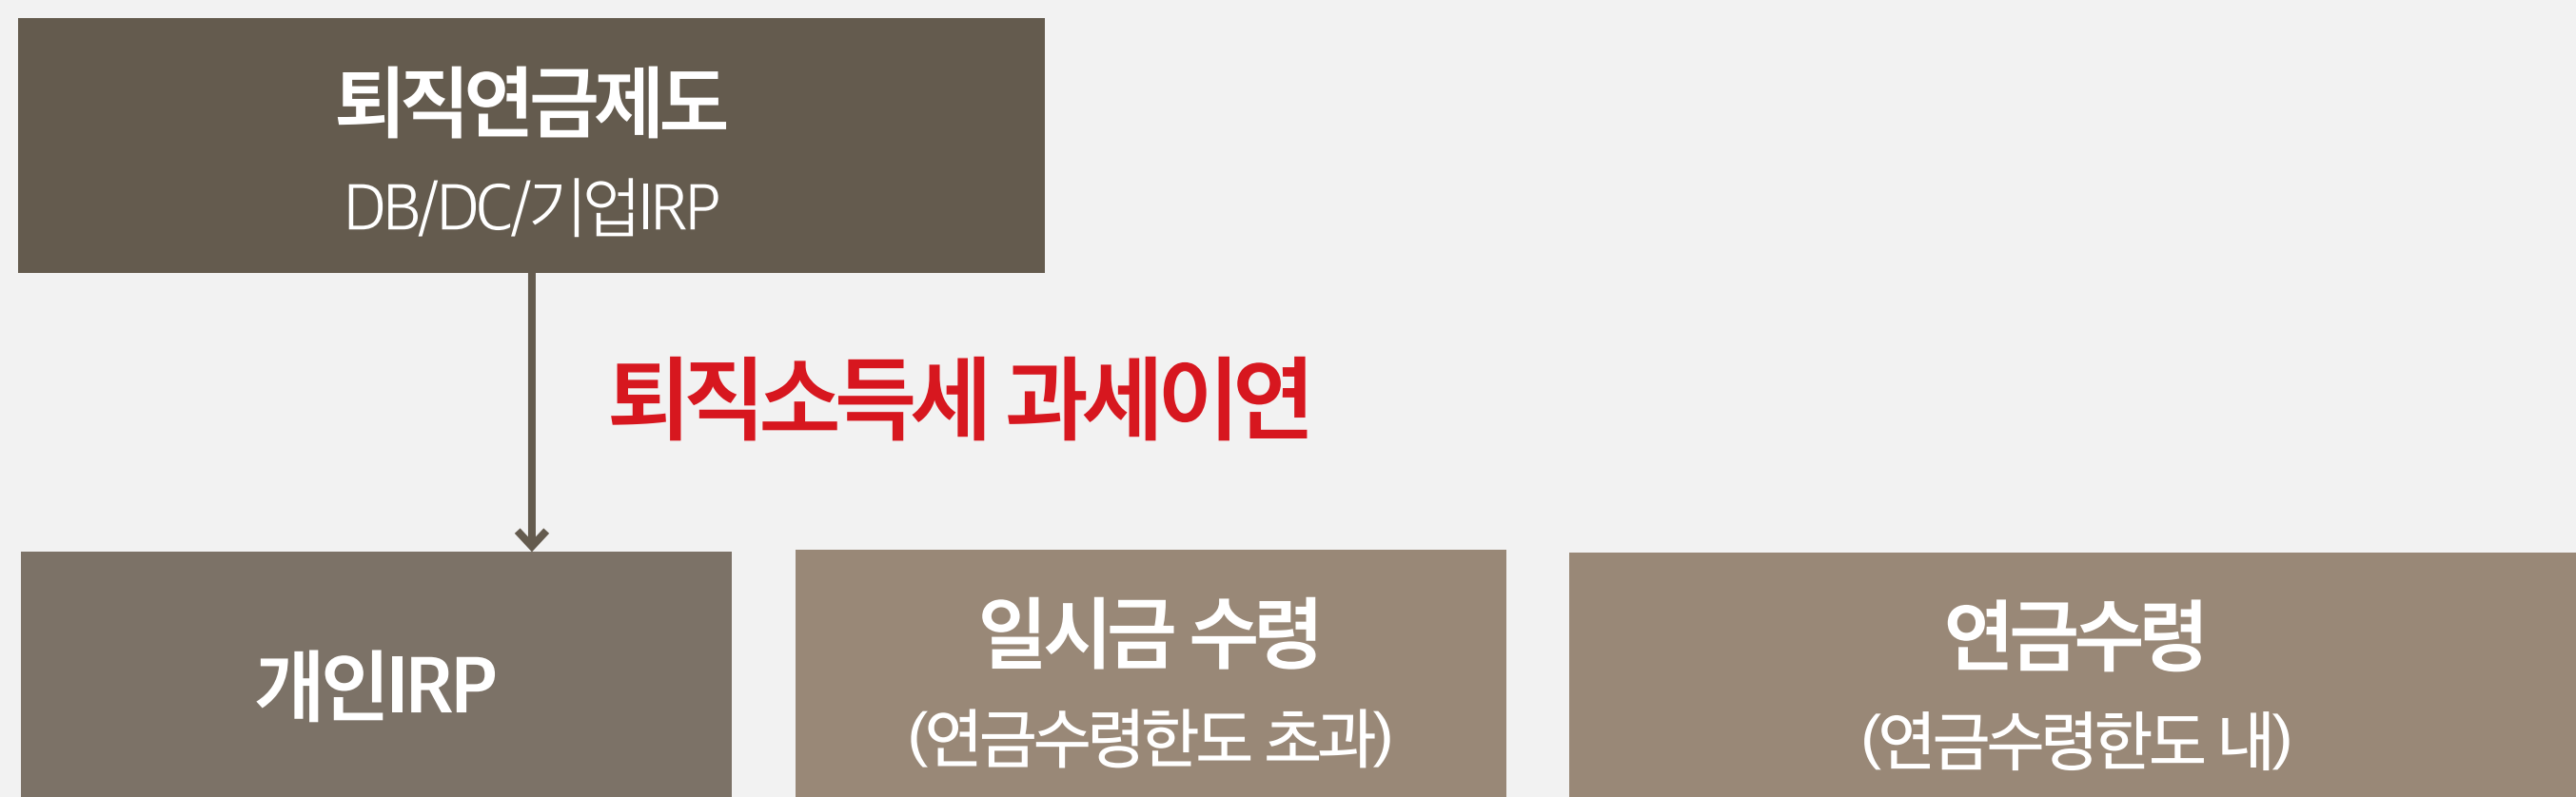 퇴직연금제도
DB/DC/기업IRP
퇴직소득세 과세이연
개인IRP
일시금 수령
(연금수령한도 초과)
연금수령
(연금수령한도 내)